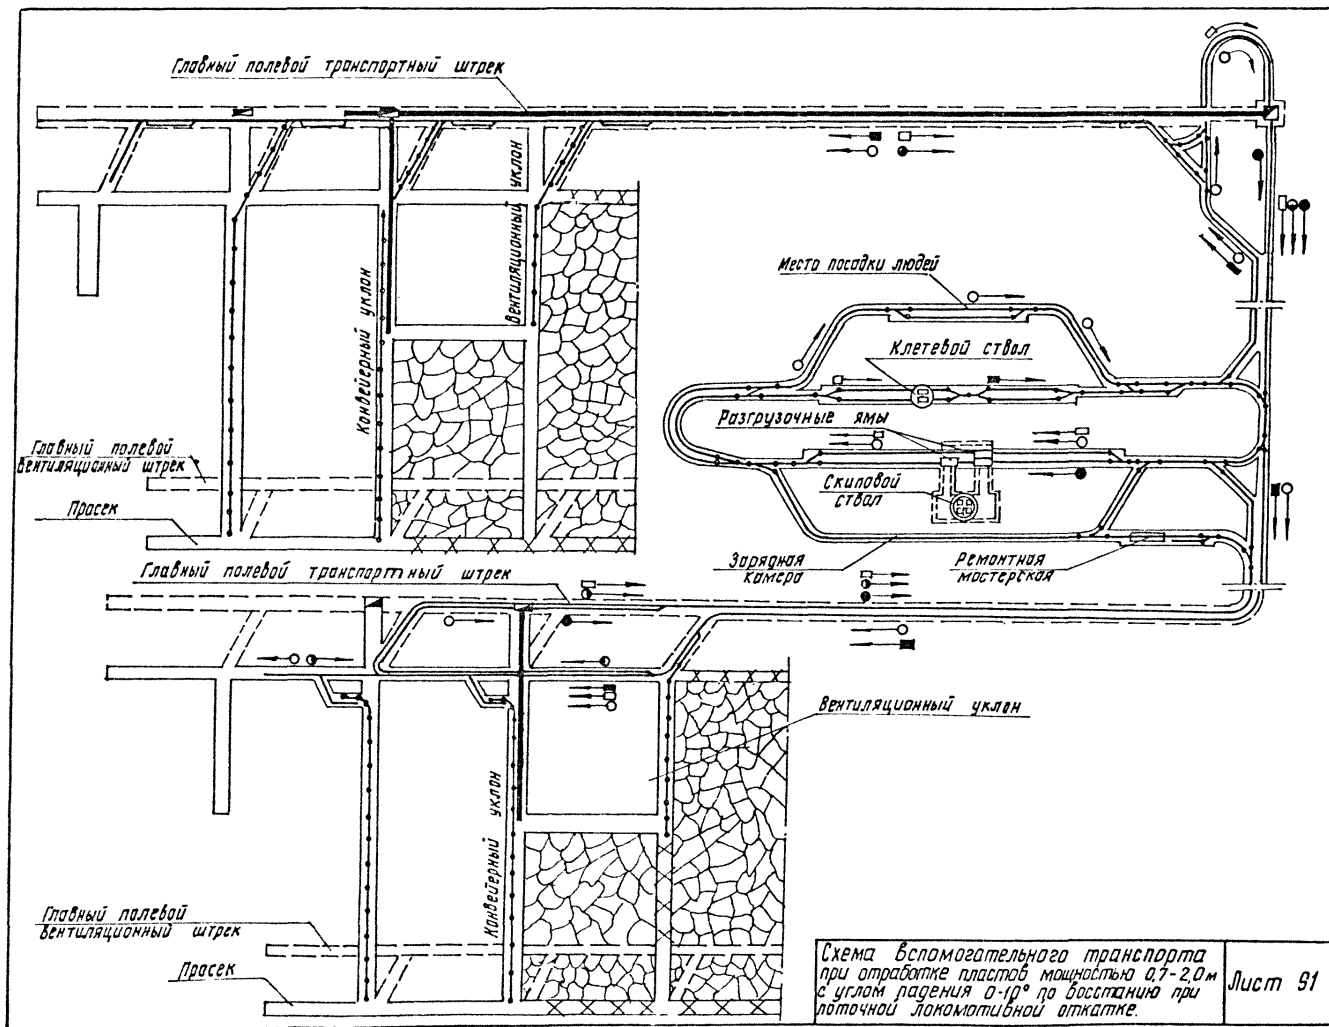 Главный полевой транспортный штрек
Вентиляционный уклон
Конвейерный уклон
Место посадки людей
Клетевой ствол
Разгрузочные ямы
Скиповой
ствол
Главный полевой
вентиляционный штрек
Просек
Зарядная
камера
Ремонтная
мастерская
Главный полевой транспортный штрек
Вентиляционный уклон
Конвейерный уклон
Главный полевой
вентиляционный штрек
Просек
Схема вспомогательного транспорта
при отработке пластов мощностью 0,7-2,0м
с углом падения 0-10° по восстанию при
поточной локомотивной откатке.
Лист 91